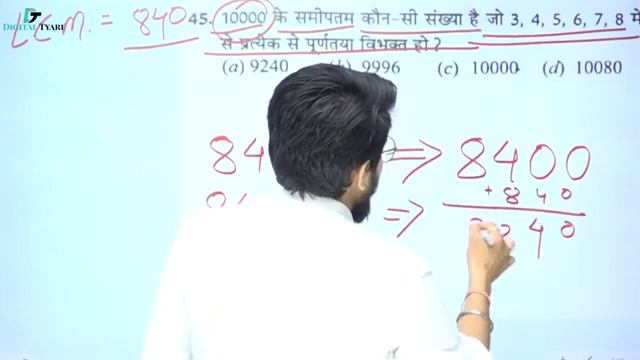 L.C.M. = 840
DIGITAL TYARI
45. 10000 के समीपतम कौन-सी संख्या है जो 3, 4, 5, 6, 7, 8 में
से प्रत्येक से पूर्णतया विभक्त हो ?
(a) 9240 (b) 9996 (c) 10000 (d) 10080
84 ⇒ 8400
+ 840
⇒ 40